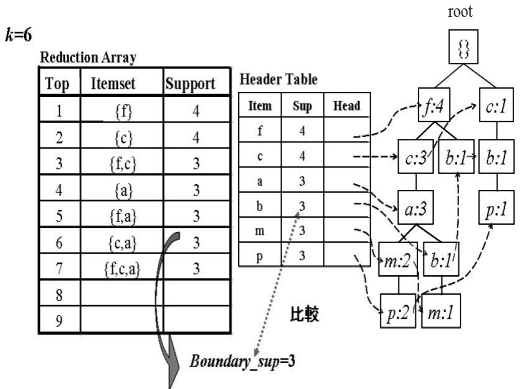 root
k=6
{}
Reduction Array
Top Itemset Support
1 {f} 4
2 {c} 4
3 {f,c} 3
4 {a} 3
5 {f,a} 3
6 {c,a} 3
7 {f,c,a} 3
8
9
Header Table
Item Sup Head
f 4
c 4
a 3
b 3
m 3
p 3
f:4 c:1
c:3 b:1 b:1
a:3 p:1
m:2 b:1
p:2 m:1
比較
Boundary_sup=3